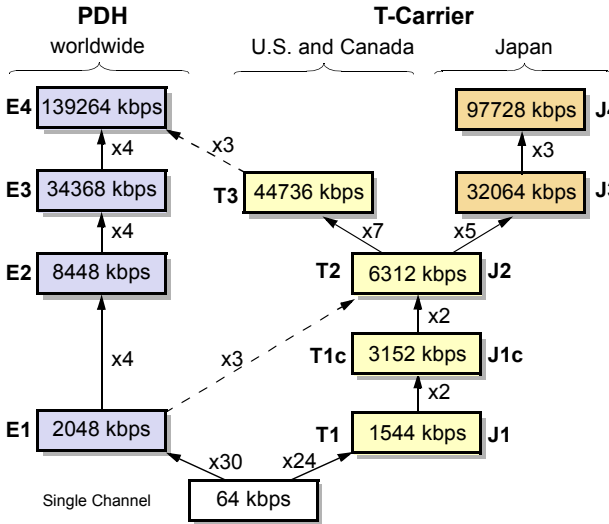 PDH T-Carrier
worldwide U.S. and Canada Japan
E4 139264 kbps 97728 kbps J4
x4 x3 x3
E3 34368 kbps T3 44736 kbps 32064 kbps J3
x4 x7 x5
E2 8448 kbps T2 6312 kbps J2
x2
x4 x3 T1c 3152 kbps J1c
x2
E1 2048 kbps T1 1544 kbps J1
x30 x24
Single Channel 64 kbps